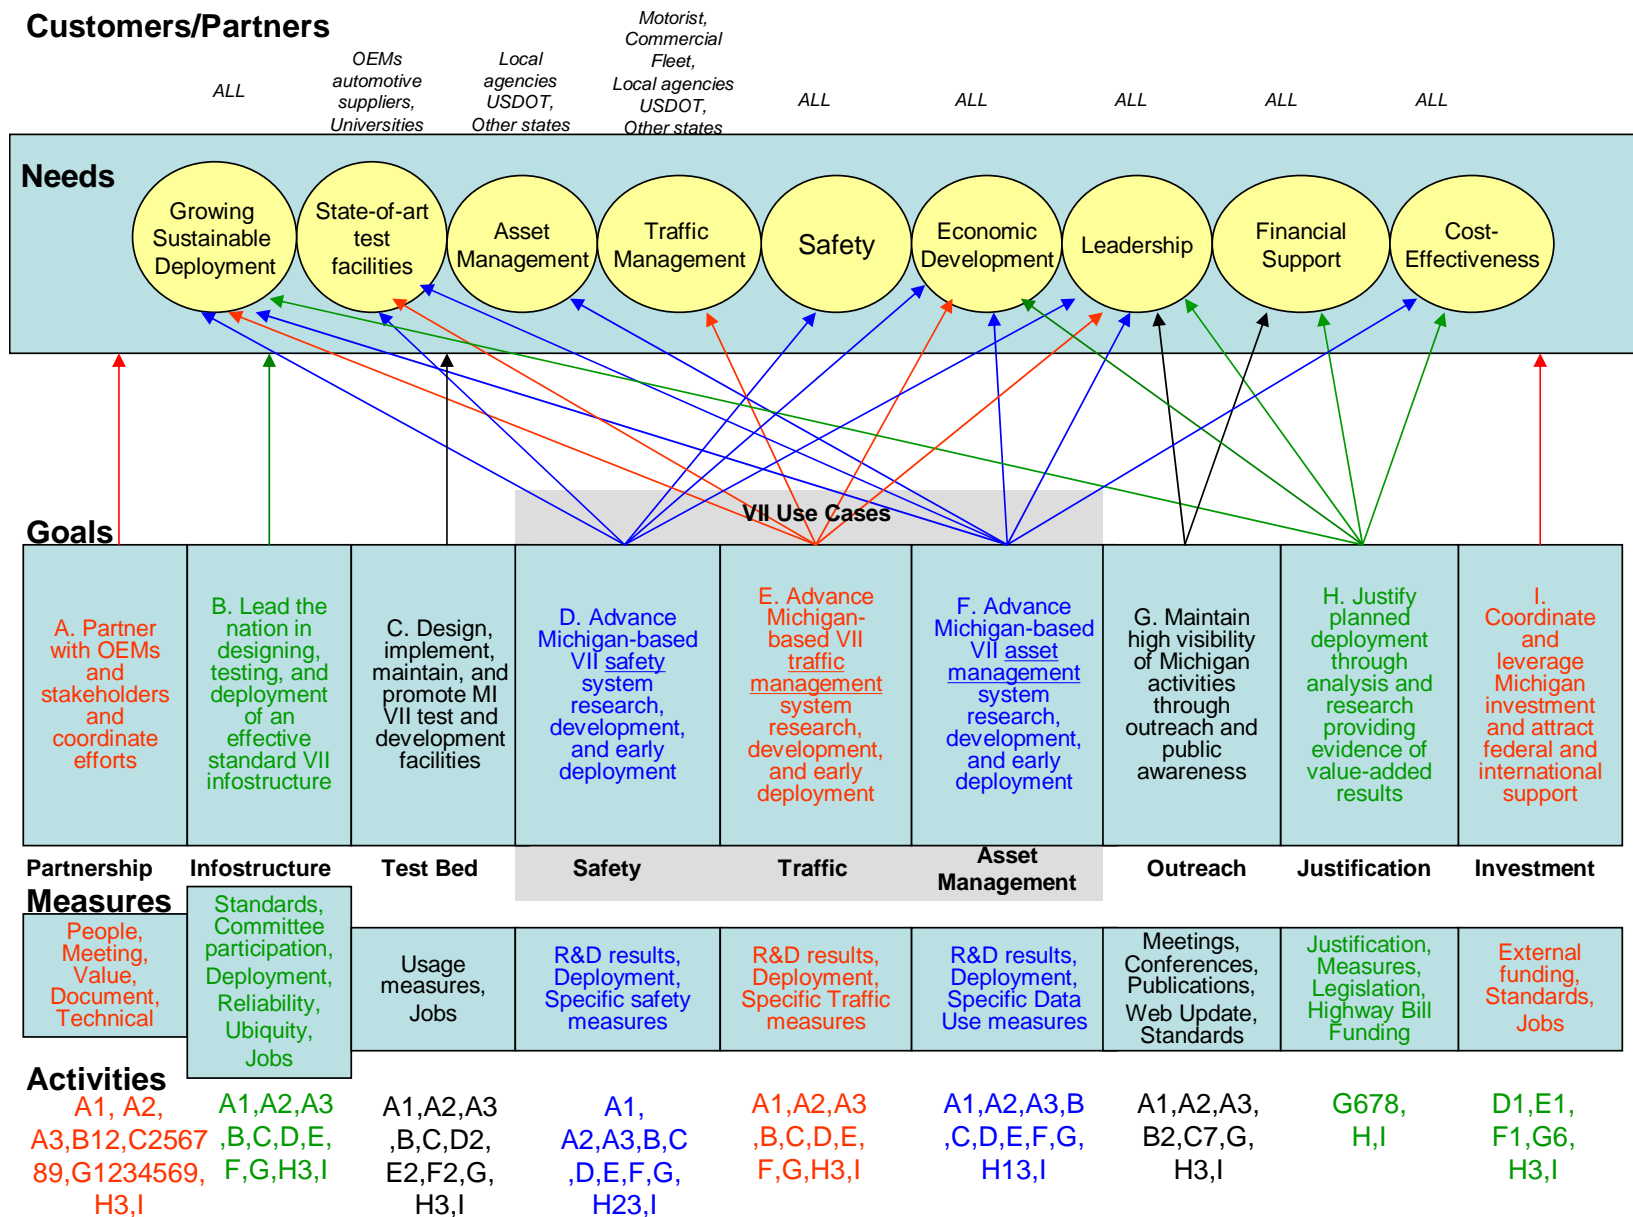 Customers/Partners
ALL
OEMs
automotive
suppliers,
Universities
Local
agencies
USDOT,
Other states
Motorist,
Commercial
Fleet,
Local agencies
USDOT,
Other states
ALL
ALL
ALL
ALL
ALL
Needs
Growing
Sustainable
Deployment
State-of-art
test
facilities
Asset
Management
Traffic
Management
Safety
Economic
Development
Leadership
Financial
Support
Cost-
Effectiveness
VII Use Cases
Goals
A. Partner
with OEMs
and
stakeholders
and
coordinate
efforts
B. Lead the
nation in
designing,
testing, and
deployment
of an
effective
standard VII
infostructure
C. Design,
implement,
maintain, and
promote MI
VII test and
development
facilities
D. Advance
Michigan-based
VII safety
system
research,
development,
and early
deployment
E. Advance
Michigan-
based VII
traffic
management
system
research,
development,
and early
deployment
F. Advance
Michigan-based
VII asset
management
system
research,
development,
and early
deployment
G. Maintain
high visibility
of Michigan
activities
through
outreach and
public
awareness
H. Justify
planned
deployment
through
analysis and
research
providing
evidence of
value-added
results
I.
Coordinate
and
leverage
Michigan
investment
and attract
federal and
international
support
Partnership
Infostructure
Test Bed
Safety
Traffic
Asset
Management
Outreach
Justification
Investment
Measures
People,
Meeting,
Value,
Document,
Technical
Standards,
Committee
participation,
Deployment,
Reliability,
Ubiquity,
Jobs
Usage
measures,
Jobs
R&D results,
Deployment,
Specific safety
measures
R&D results,
Deployment,
Specific Traffic
measures
R&D results,
Deployment,
Specific Data
Use measures
Meetings,
Conferences,
Publications,
Web Update,
Standards
Justification,
Measures,
Legislation,
Highway Bill
Funding
External
funding,
Standards,
Jobs
Activities
A1, A2,
A3,B12,C2567
89,G1234569,
H3,I
A1,A2,A3
,B,C,D,E,
F,G,H3,I
A1,A2,A3
,B,C,D2,
E2,F2,G,
H3,I
A1,
A2,A3,B,C
,D,E,F,G,
H23,I
A1,A2,A3
,B,C,D,E,
F,G,H3,I
A1,A2,A3,B
,C,D,E,F,G,
H13,I
A1,A2,A3,
B2,C7,G,
H3,I
G678,
H,I
D1,E1,
F1,G6,
H3,I